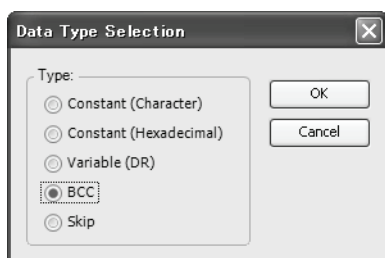 Data Type Selection
Type:
Constant (Character)
Constant (Hexadecimal)
Variable (DR)
BCC
Skip
OK
Cancel